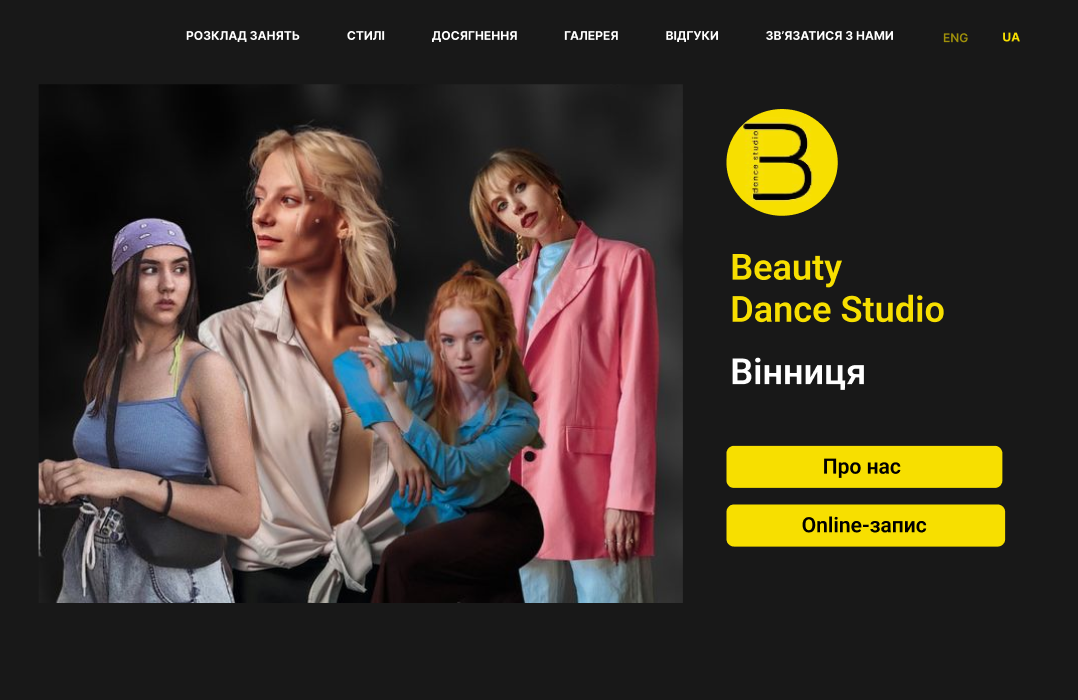 РОЗКЛАД ЗАНЯТЬ СТИЛІ ДОСЯГНЕННЯ ГАЛЕРЕЯ ВІДГУКИ ЗВ'ЯЗАТИСЯ З НАМИ ENG UA
B
dance studio
Beauty
Dance Studio
Вінниця
Про нас
Online-запис